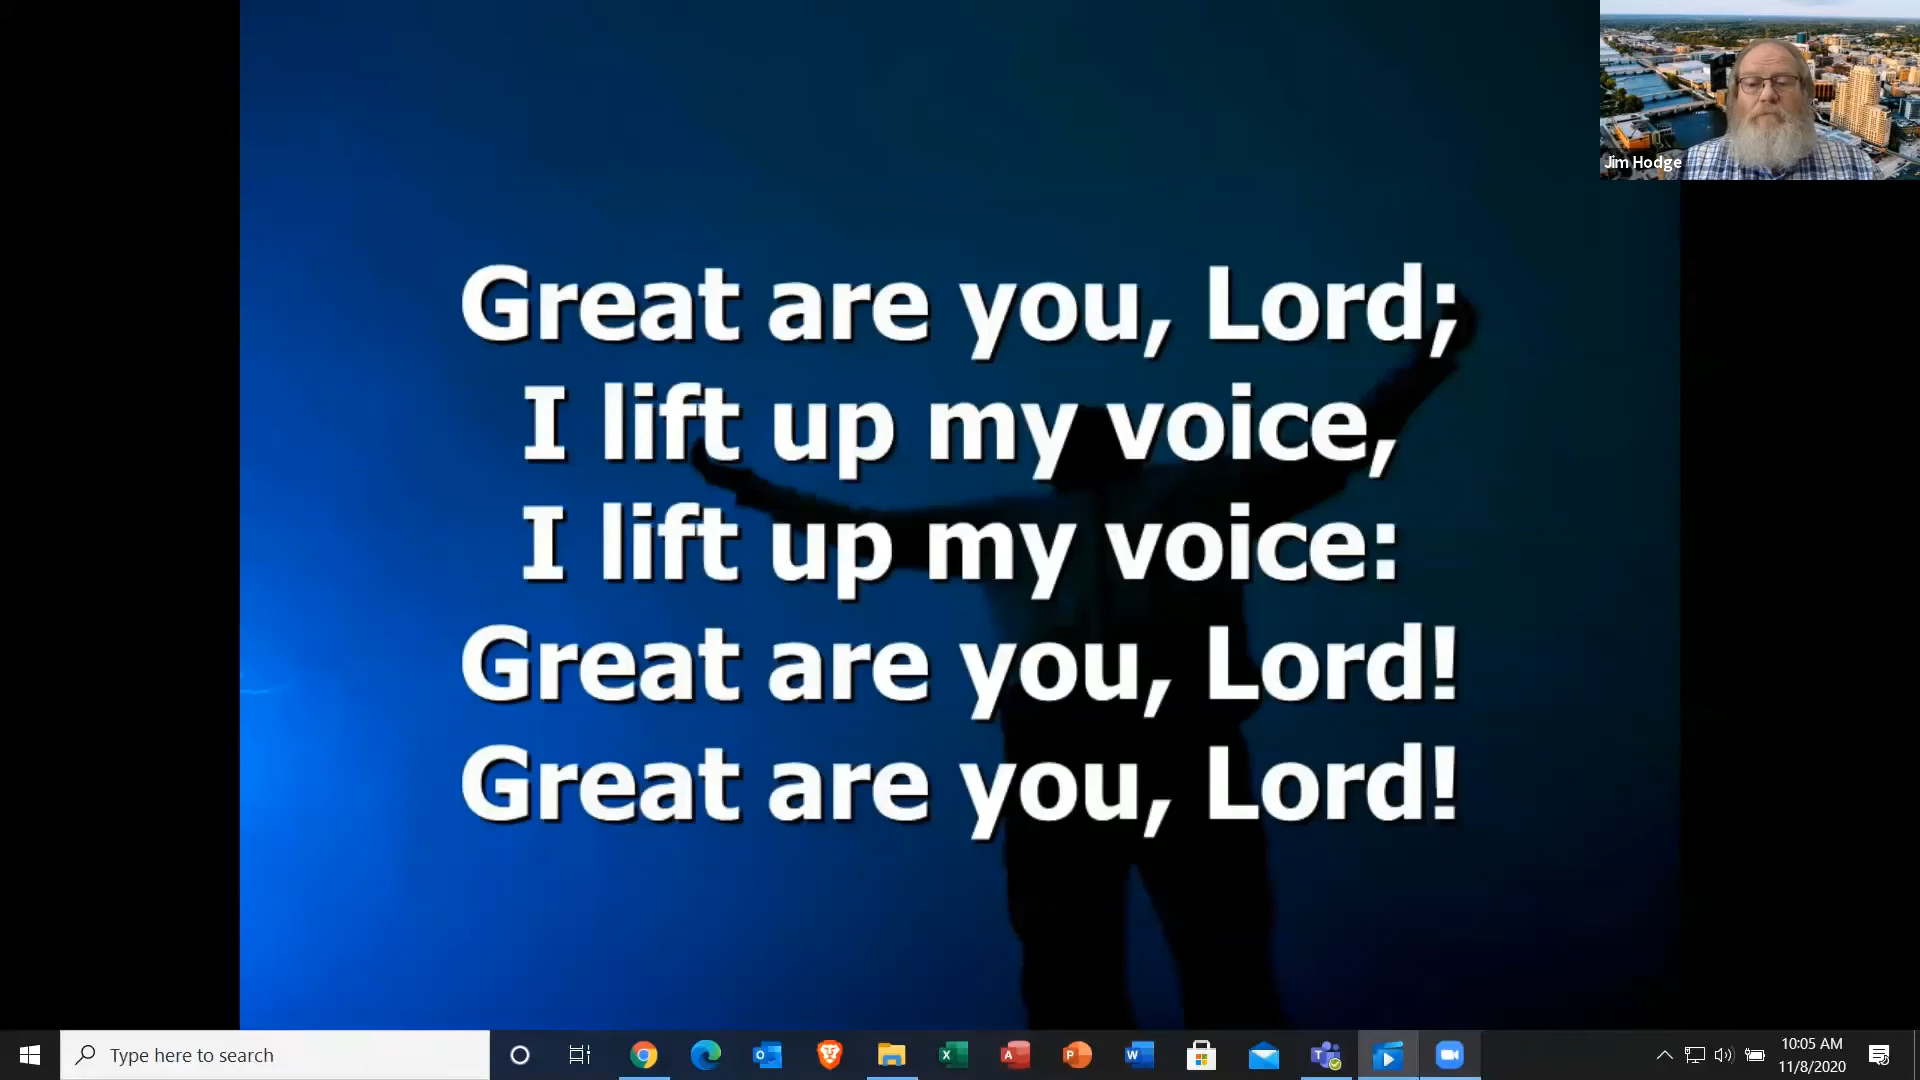 Jim Hodge
Great are you, Lord;
I lift up my voice,
I lift up my voice:
Great are you, Lord!
Great are you, Lord!
Type here to search
10:05 AM
11/8/2020